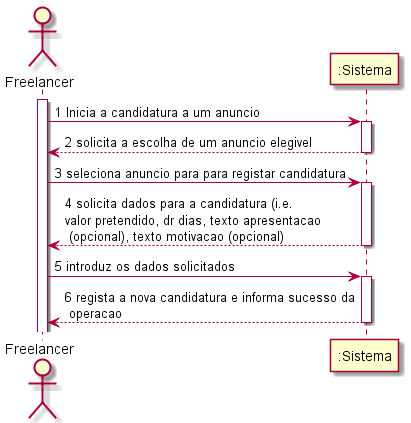 Freelancer
:Sistema
1 Inicia a candidatura a um anuncio
2 solicita a escolha de um anuncio elegivel
3 seleciona anuncio para para registar candidatura
4 solicita dados para a candidatura (i.e.
valor pretendido, dr dias, texto apresentacao
(opcional), texto motivacao (opcional)
5 introduz os dados solicitados
6 regista a nova candidatura e informa sucesso da
operacao
Freelancer
:Sistema